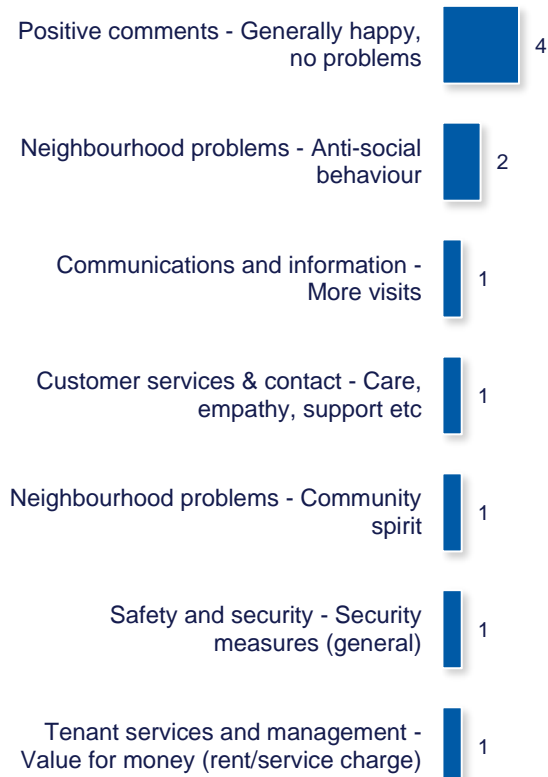 Positive comments - Generally happy,
no problems
4
Neighbourhood problems - Anti-social
behaviour
2
Communications and information -
More visits
1
Customer services & contact - Care,
empathy, support etc
1
Neighbourhood problems - Community
spirit
1
Safety and security - Security
measures (general)
1
Tenant services and management -
Value for money (rent/service charge)
1